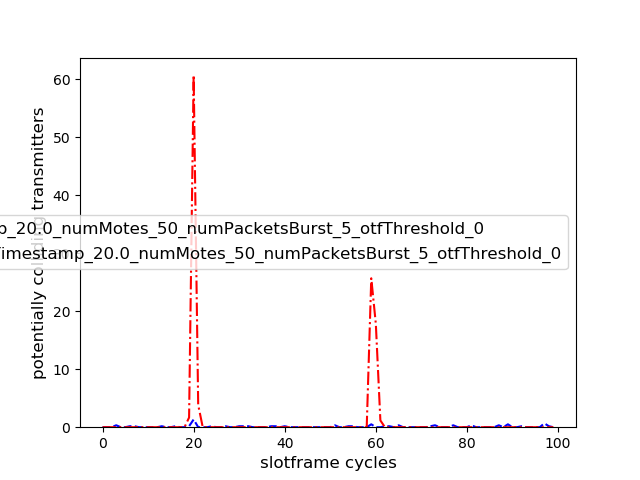 60
50
40
20
10
0
potentially colliding transmitters
p_20.0_numMotes_50_numPacketsBurst_5_otfThreshold_0
imestamp_20.0_numMotes_50_numPacketsBurst_5_otfThreshold_0
0 20 40 60 80 100
slotframe cycles